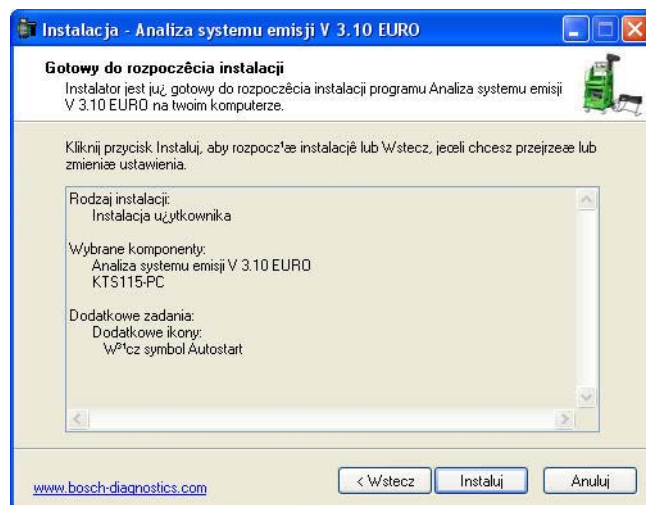 Instalacja - Analiza systemu emisji V 3.10 EURO
Gotowy do rozpoczêcia instalacji
Instalator jest ju¿ gotowy do rozpoczêcia instalacji programu Analiza systemu emisji
V 3.10 EURO na twoim komputerze.
Kliknij przycisk Instaluj, aby rozpocz¹æ instalacjê lub Wstecz, je¿eli chcesz przejrzeæ lub
zmieniæ ustawienia.
Rodzaj instalacji:
Instalacja u¿ytkownika
Wybrane komponenty:
Analiza systemu emisji V 3.10 EURO
KTS115-PC
Dodatkowe zadania:
Dodatkowe ikony:
W³¹cz symbol Autostart
www.bosch-diagnostics.com
< Wstecz
Instaluj
Anuluj